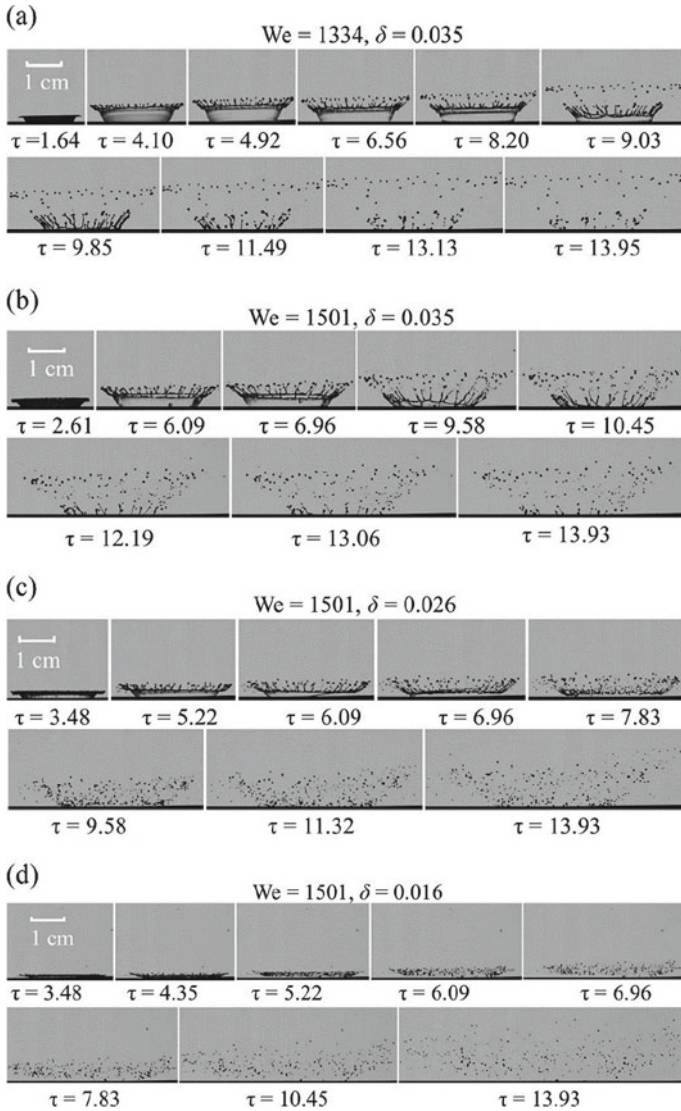 (a)
We = 1334, δ = 0.035
1 cm
τ=1.64 τ = 4.10 τ = 4.92 τ = 6.56 τ = 8.20 τ = 9.03
τ = 9.85 τ = 11.49 τ = 13.13 τ = 13.95
(b)
We = 1501, δ = 0.035
1 cm
τ = 2.61 τ = 6.09 τ = 6.96 τ = 9.58 τ = 10.45
τ = 12.19 τ = 13.06 τ = 13.93
(c)
We = 1501, δ = 0.026
1 cm
τ = 3.48 τ = 5.22 τ = 6.09 τ = 6.96 τ = 7.83
τ = 9.58 τ = 11.32 τ = 13.93
(d)
We = 1501, δ = 0.016
1 cm
τ = 3.48 τ = 4.35 τ = 5.22 τ = 6.09 τ = 6.96
τ = 7.83 τ = 10.45 τ = 13.93